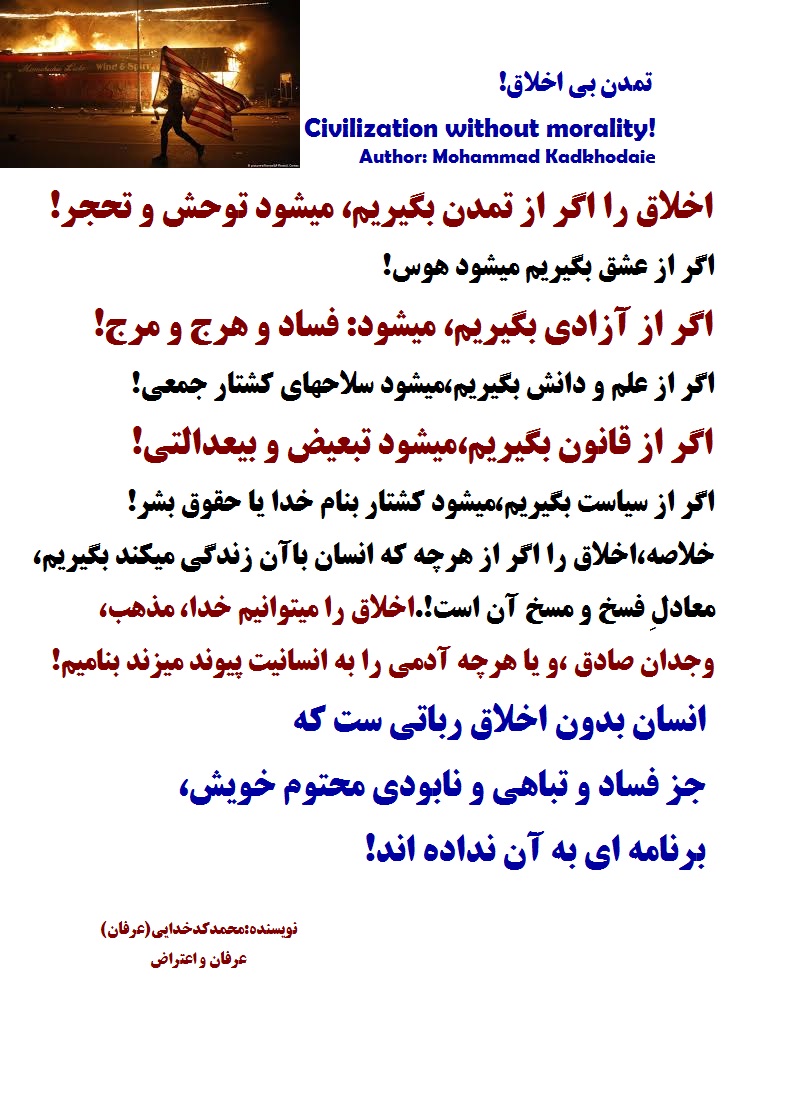 تمدن بی اخلاق!
Civilization without morality!
Author: Mohammad Kadkhodaie
Wind & Spirit
اخلاق را اگر از تمدن بگیریم، میشود توحش و تحجر!
اگر از عشق بگیریم میشود هوس!
اگر از آزادی بگیریم، میشود: فساد و هرج و مرج!
اگر از علم و دانش بگیریم،میشود سلاحهای کشتار جمعی!
اگر از قانون بگیریم،میشود تبعیض و بیعدالتی!
اگر از سیاست بگیریم،میشود کشتار بنام خدا یا حقوق بشر!
خلاصه،اخلاق را اگر از هرچه که انسان باآن زندگی میکند بگیریم،
معادلِ فسخ و مسخ آن است!.اخلاق را میتوانیم خدا، مذهب،
وجدان صادق ،و یا هرچه آدمی را به انسانیت پیوند میزند بنامیم!
انسان بدون اخلاق رباتی ست که
جز فساد و تباهی و نابودی محتوم خویش،
برنامه ای به آن نداده اند!
نویسنده:محمدکدخدایی(عرفان)
عرفان و اعتراض